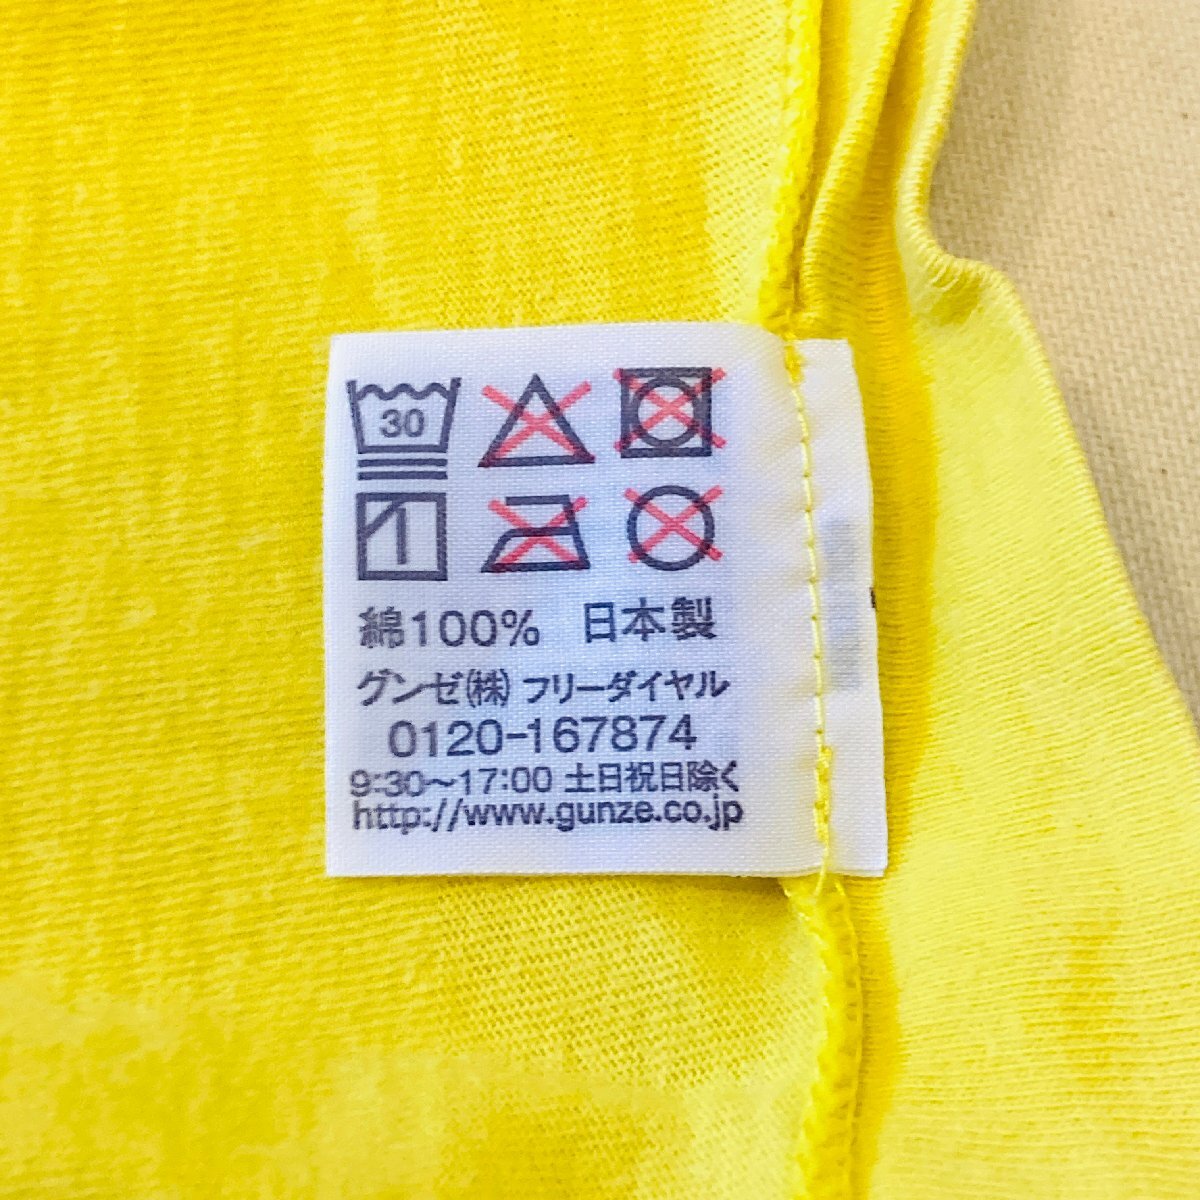 30
綿100% 日本製
グンゼ(株) フリーダイヤル
0120-167874
9:30~17:00 土日祝日除く
http://www.gunze.co.jp